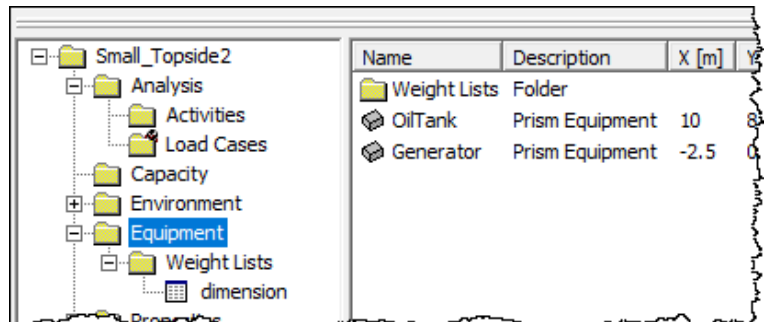 Small_Topside2
Analysis
Activities
Load Cases
Capacity
Environment
Equipment
Weight Lists
dimension
Name Description X [m] Y
Weight Lists Folder
OilTank Prism Equipment 10 8
Generator Prism Equipment -2.5